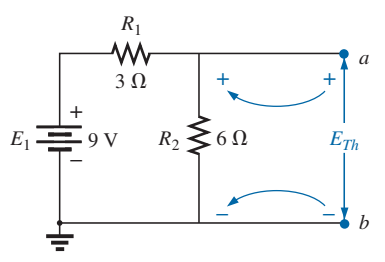 R1
3 Ω
a
+ +
+
E1 9 V R2 6 Ω ETh
–
– –
b